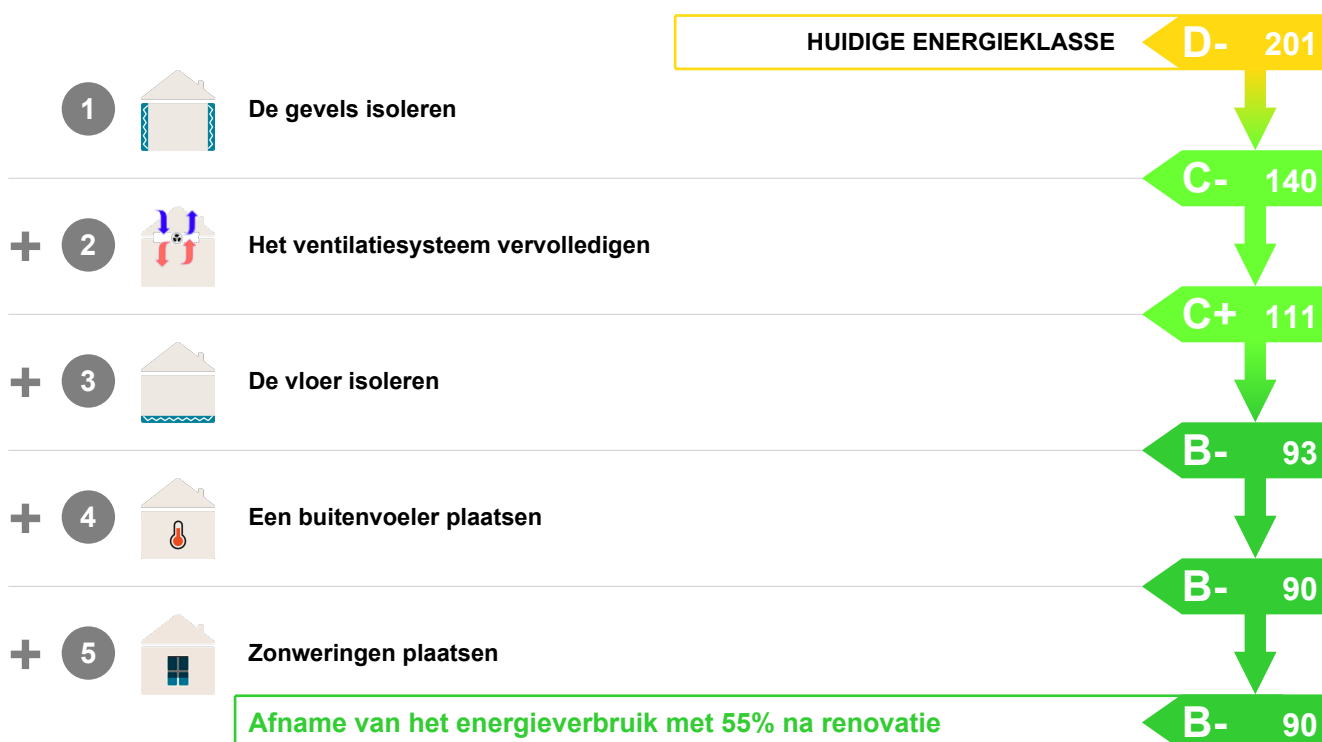 HUIDIGE ENERGIEKLASSE D- 201
1 De gevels isoleren
C- 140
+ 2 Het ventilatiesysteem vervolledigen
C+ 111
+ 3 De vloer isoleren
B- 93
+ 4 Een buitenvoeler plaatsen
B- 90
+ 5 Zonweringen plaatsen
Afname van het energieverbruik met 55% na renovatie B- 90